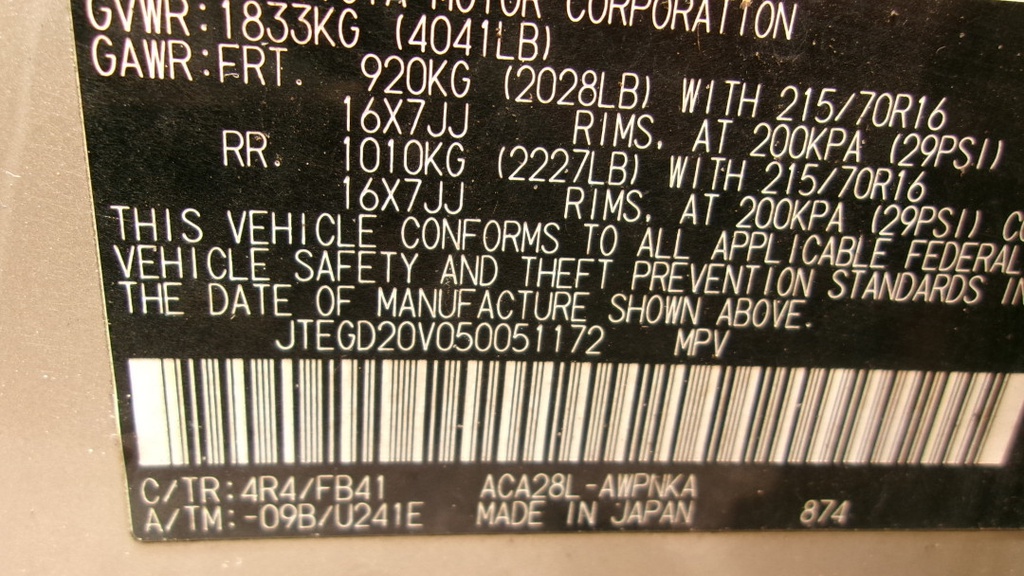 MOTOR CORPORATION
GVWR:1833KG (4041LB)
GAWR:FRT. 920KG (2028LB) WITH 215/70R16
16X7JJ RIMS, AT 200KPA (29PSI)
RR. 1010KG (2227LB) WITH 215/70R16
16X7JJ RIMS, AT 200KPA (29PSI)
THIS VEHICLE CONFORMS TO ALL APPLICABLE FEDERAL
VEHICLE SAFETY AND THEFT PREVENTION STANDARDS IN
THE DATE OF MANUFACTURE SHOWN ABOVE.
JTEGD20V050051172 MPV
C/TR:4R4/FB41 ACA28L-AWPNKA
A/TM:-09B/U241E MADE IN JAPAN 874